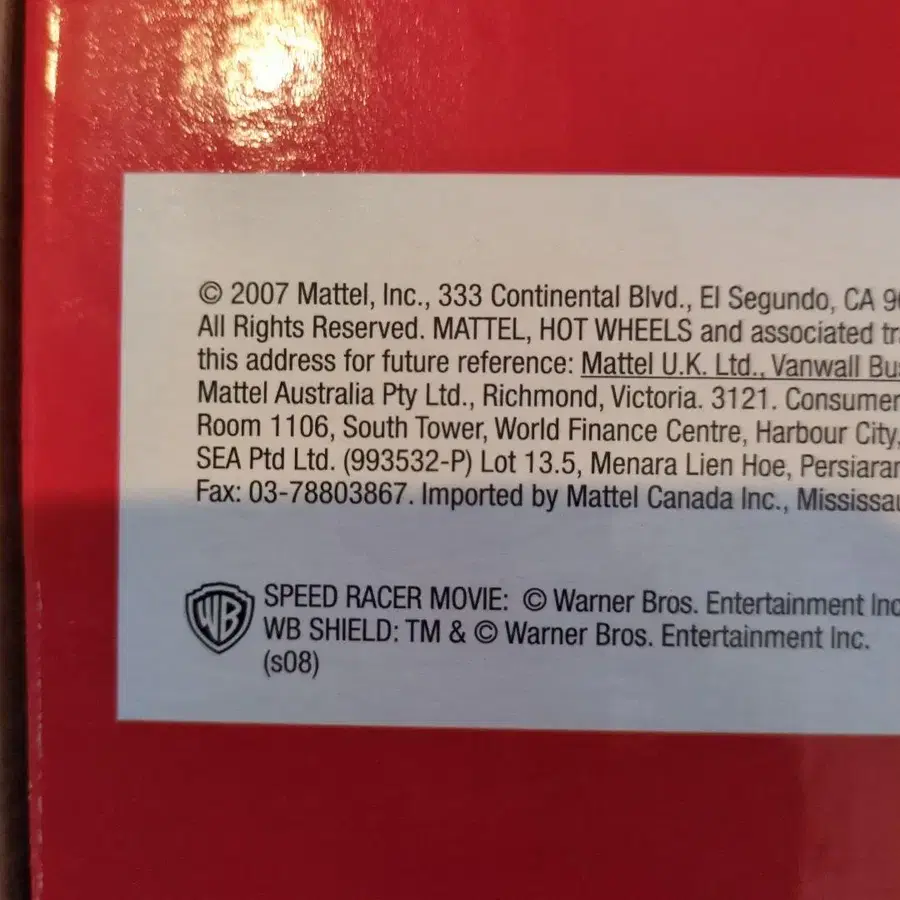 © 2007 Mattel, Inc., 333 Continental Blvd., El Segundo, CA
All Rights Reserved. MATTEL, HOT WHEELS and associated
this address for future reference: Mattel U.K. Ltd., Vanwall
Mattel Australia Pty Ltd., Richmond, Victoria. 3121. Consumer
Room 1106, South Tower, World Finance Centre, Harbour City,
SEA Ptd Ltd. (993532-P) Lot 13.5, Menara Lien Hoe, Persiaran
Fax: 03-78803867. Imported by Mattel Canada Inc.,
WB
SPEED RACER MOVIE: © Warner Bros. Entertainment Inc
WB SHIELD: TM & © Warner Bros. Entertainment Inc.
(s08)